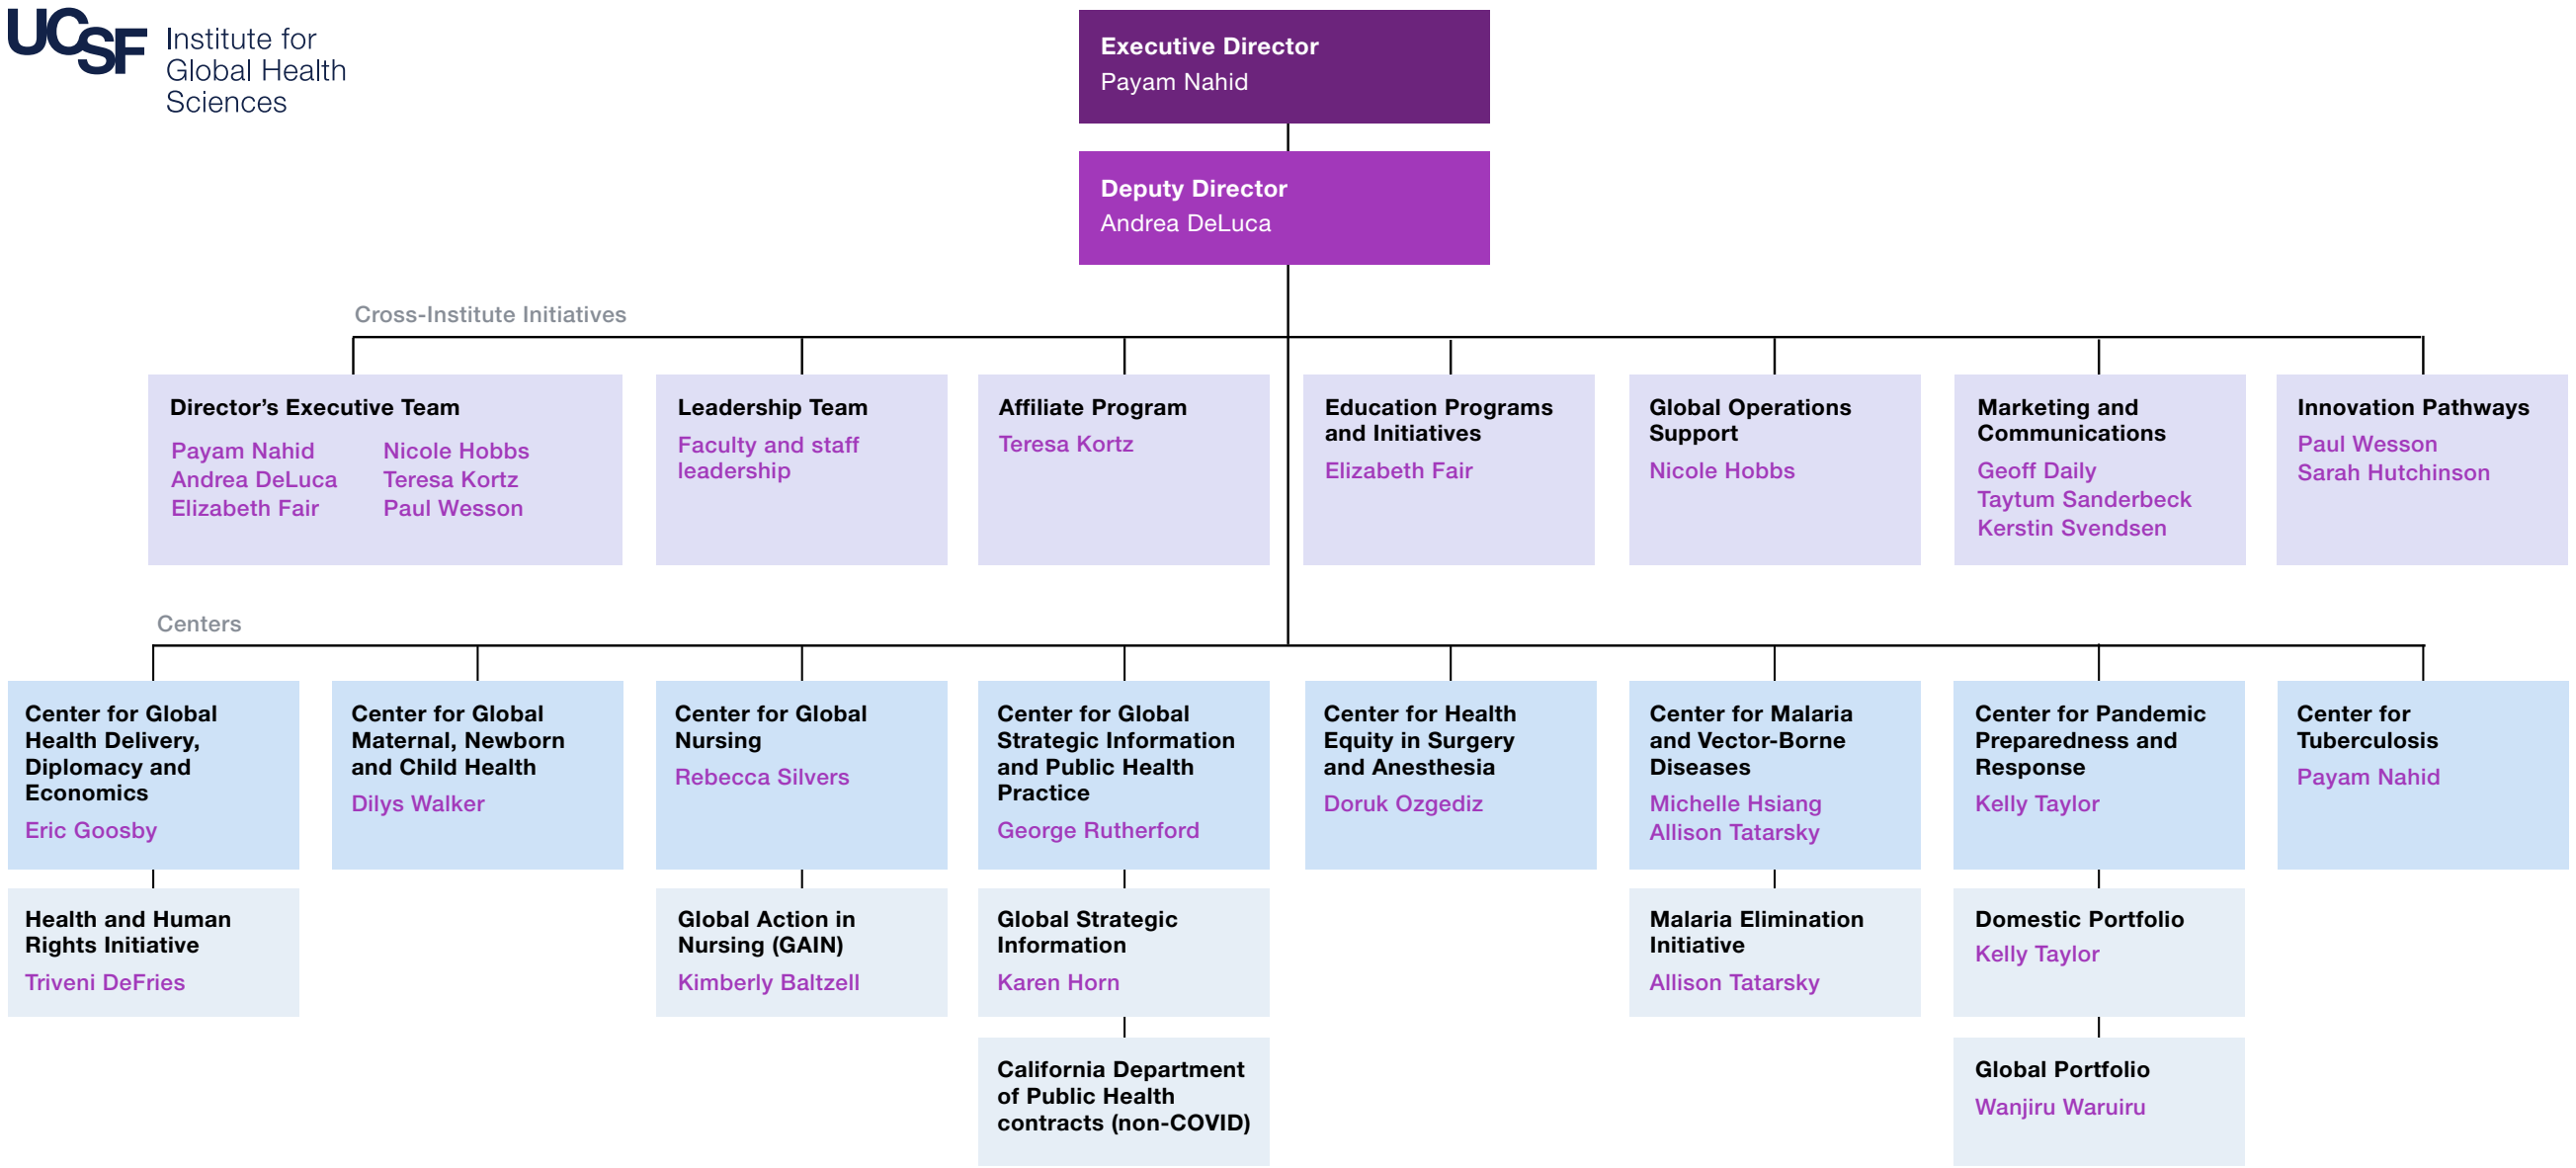 UCSF
Institute for
Global Health
Sciences
Executive Director
Payam Nahid
Deputy Director
Andrea DeLuca
Cross-Institute Initiatives
Director’s Executive Team
Payam Nahid
Andrea DeLuca
Elizabeth Fair
Nicole Hobbs
Teresa Kortz
Paul Wesson
Leadership Team
Faculty and staff
leadership
Affiliate Program
Teresa Kortz
Education Programs
and Initiatives
Elizabeth Fair
Global Operations
Support
Nicole Hobbs
Marketing and
Communications
Geoff Daily
Taytum Sanderbeck
Kerstin Svendsen
Innovation Pathways
Paul Wesson
Sarah Hutchinson
Centers
Center for Global
Health Delivery,
Diplomacy and
Economics
Eric Goosby
Center for Global
Maternal, Newborn
and Child Health
Dilys Walker
Center for Global
Nursing
Rebecca Silvers
Center for Global
Strategic Information
and Public Health
Practice
George Rutherford
Center for Health
Equity in Surgery
and Anesthesia
Doruk Ozgediz
Center for Malaria
and Vector-Borne
Diseases
Michelle Hsiang
Allison Tatarsky
Center for Pandemic
Preparedness and
Response
Kelly Taylor
Center for
Tuberculosis
Payam Nahid
Health and Human
Rights Initiative
Triveni DeFries
Global Action in
Nursing (GAIN)
Kimberly Baltzell
Global Strategic
Information
Karen Horn
Malaria Elimination
Initiative
Allison Tatarsky
Domestic Portfolio
Kelly Taylor
California Department
of Public Health
contracts (non-COVID)
Global Portfolio
Wanjiru Waruiru